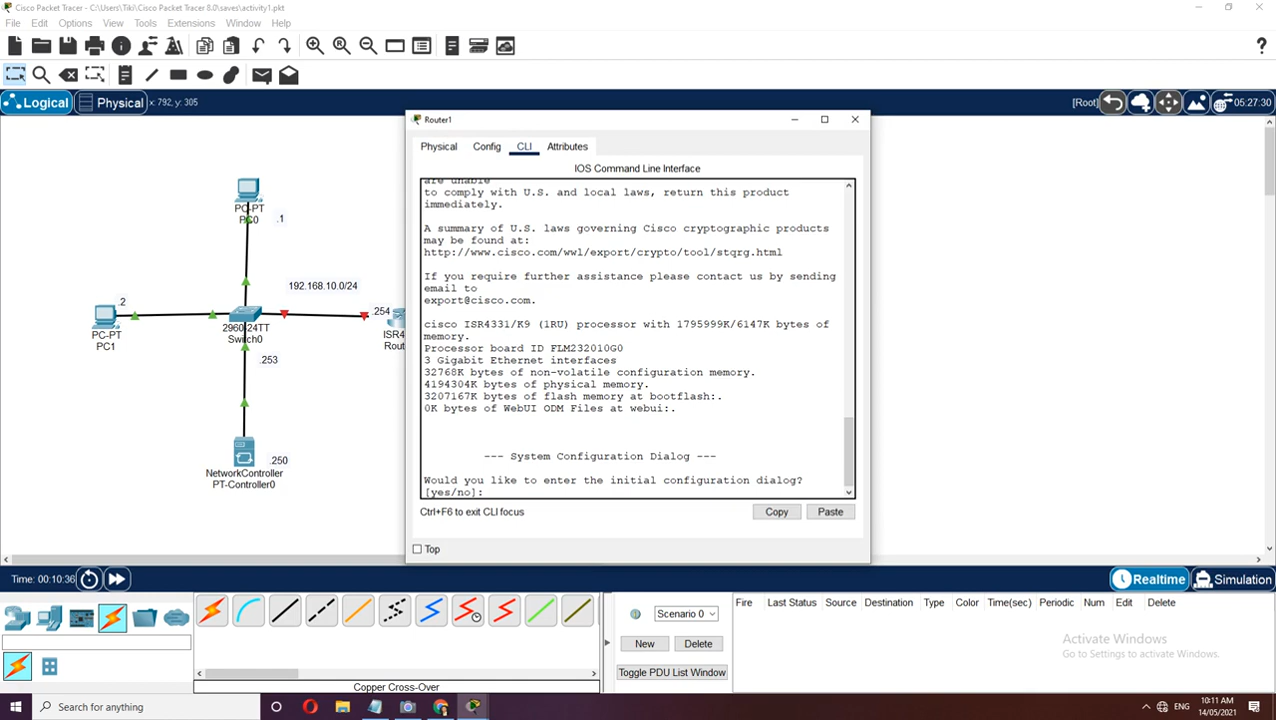 Cisco Packet Tracer - C:\Users\Tiki\Cisco Packet Tracer 8.0\saves\activity1.pkt
File Edit Options View Tools Extensions Window Help
Logical Physical x: 792, y: 305 [Root] 05:27:30
Router1
Physical Config CLI Attributes
IOS Command Line Interface
are unable
to comply with U.S. and local laws, return this product
immediately.
A summary of U.S. laws governing Cisco cryptographic products
may be found at:
http://www.cisco.com/wwl/export/crypto/tool/stqrg.html
If you require further assistance please contact us by sending
email to
export@cisco.com.
cisco ISR4331/K9 (1RU) processor with 1795999K/6147K bytes of
memory.
Processor board ID FLM232010G0
3 Gigabit Ethernet interfaces
32768K bytes of non-volatile configuration memory.
4194304K bytes of physical memory.
3207167K bytes of flash memory at bootflash:.
0K bytes of WebUI ODM Files at webui:.
--- System Configuration Dialog ---
Would you like to enter the initial configuration dialog?
[yes/no]:
Ctrl+F6 to exit CLI focus
Copy Paste
Top
PC-PT
PC0
.1
192.168.10.0/24
.2
PC-PT
PC1
2960-24TT
Switch0
.254
ISR4
Rout
.253
.250
NetworkController
PT-Controller0
Time: 00:10:36 Realtime Simulation
Scenario 0
New Delete
Toggle PDU List Window
Fire Last Status Source Destination Type Color Time(sec) Periodic Num Edit Delete
Copper Cross-Over
Activate Windows
Go to Settings to activate Windows.
Search for anything
ENG
10:11 AM
14/05/2021